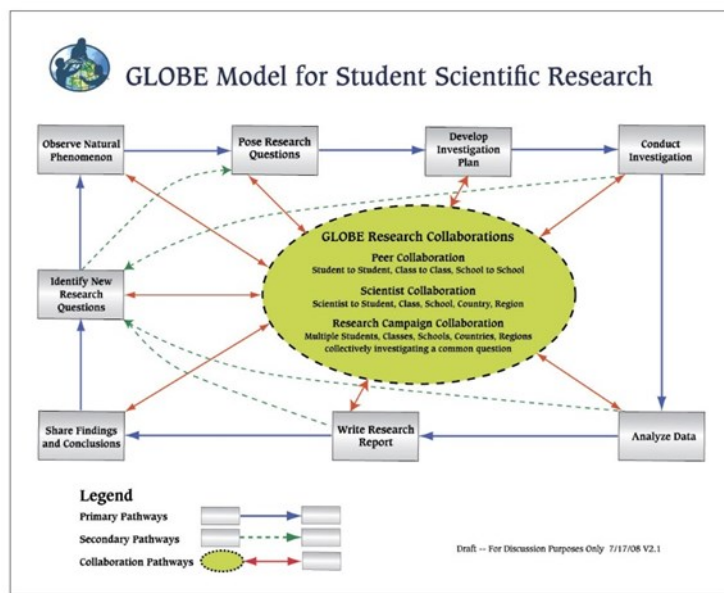 GLOBE Model for Student Scientific Research
Observe Natural
Phenomenon
Pose Research
Questions
Develop
Investigation
Plan
Conduct
Investigation
GLOBE Research Collaborations
Peer Collaboration
Student to Student, Class to Class, School to School
Scientist Collaboration
Scientist to Student, Class, School, Country, Region
Research Campaign Collaboration
Multiple Students, Classes, Schools, Countries, Regions
collectively investigating a common question
Identify New
Research
Questions
Share Findings
and Conclusions
Write Research
Report
Analyze Data
Legend
Primary Pathways
Secondary Pathways
Collaboration Pathways
Draft -- For Discussion Purposes Only 7/17/08 V2.1